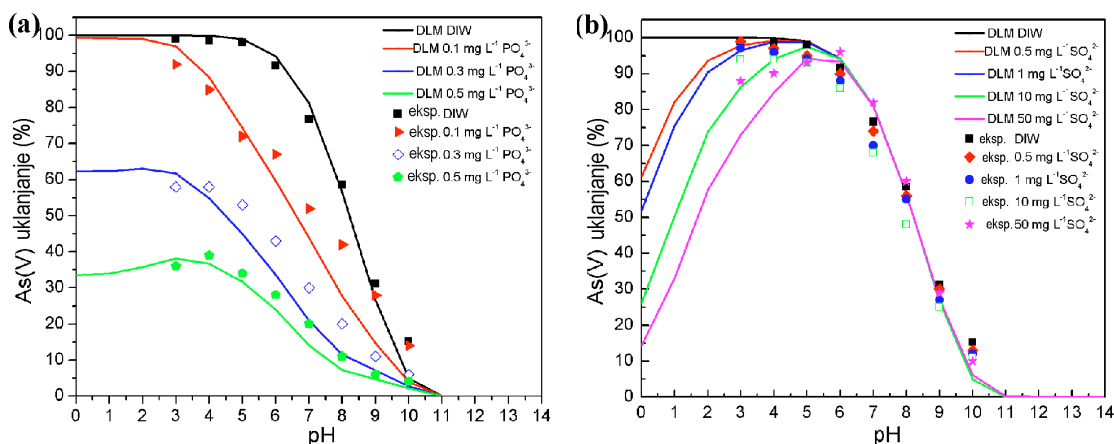 (a)
As(V) uklanjanje (%)
100
90
80
70
60
50
40
30
20
10
0
DLM DIW
DLM 0.1 mg L⁻¹ PO₄³⁻
DLM 0.3 mg L⁻¹ PO₄³⁻
DLM 0.5 mg L⁻¹ PO₄³⁻
eksp. DIW
eksp. 0.1 mg L⁻¹ PO₄³⁻
eksp. 0.3 mg L⁻¹ PO₄³⁻
eksp. 0.5 mg L⁻¹ PO₄³⁻
0 1 2 3 4 5 6 7 8 9 10 11 12 13 14
pH
(b)
As(V) uklanjanje (%)
100
90
80
70
60
50
40
30
20
10
0
DLM DIW
DLM 0.5 mg L⁻¹SO₄²⁻
DLM 1 mg L⁻¹SO₄²⁻
DLM 10 mg L⁻¹SO₄²⁻
DLM 50 mg L⁻¹SO₄²⁻
eksp. DIW
eksp. 0.5 mg L⁻¹SO₄²⁻
eksp. 1 mg L⁻¹SO₄²⁻
eksp. 10 mg L⁻¹SO₄²⁻
eksp. 50 mg L⁻¹SO₄²⁻
0 1 2 3 4 5 6 7 8 9 10 11 12 13 14
pH